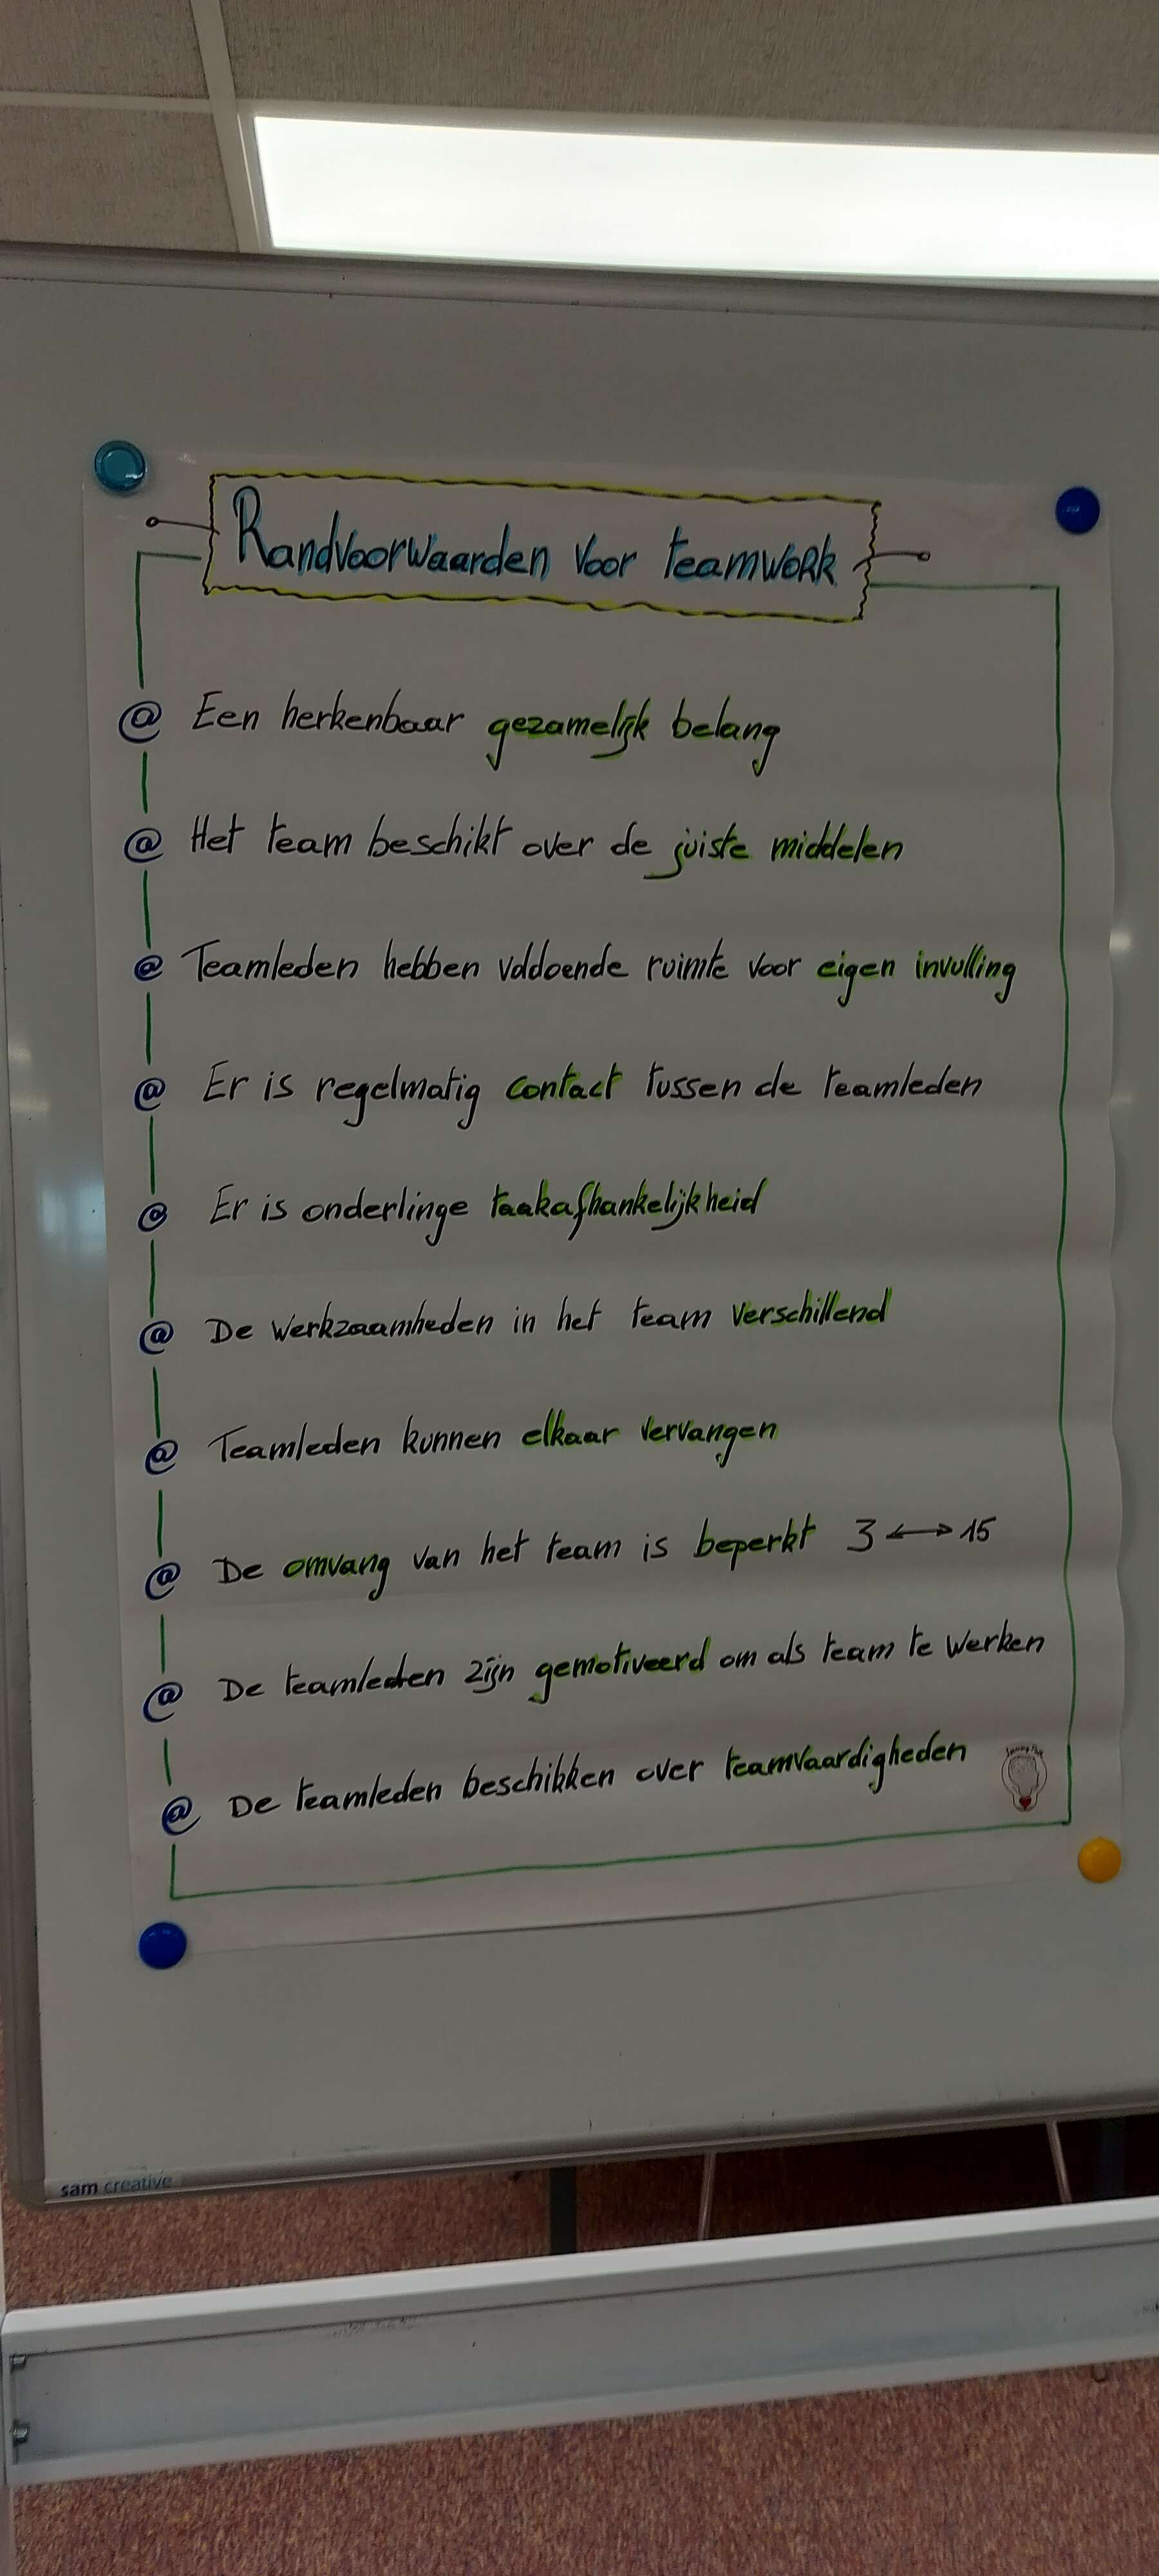 Randvoorwaarden voor teamwork
@ Een herkenbaar gezamelijk belang
@ Het team beschikt over de juiste middelen
@ Teamleden hebben voldoende ruimte voor eigen invulling
@ Er is regelmatig contact tussen de teamleden
@ Er is onderlinge taakafhankelijkheid
@ De werkzaamheden in het team verschillend
@ Teamleden kunnen elkaar vervangen
@ De omvang van het team is beperkt 3 ↔ 15
@ De teamleden zijn gemotiveerd om als team te werken
@ De teamleden beschikken over teamvaardigheden
sam creative